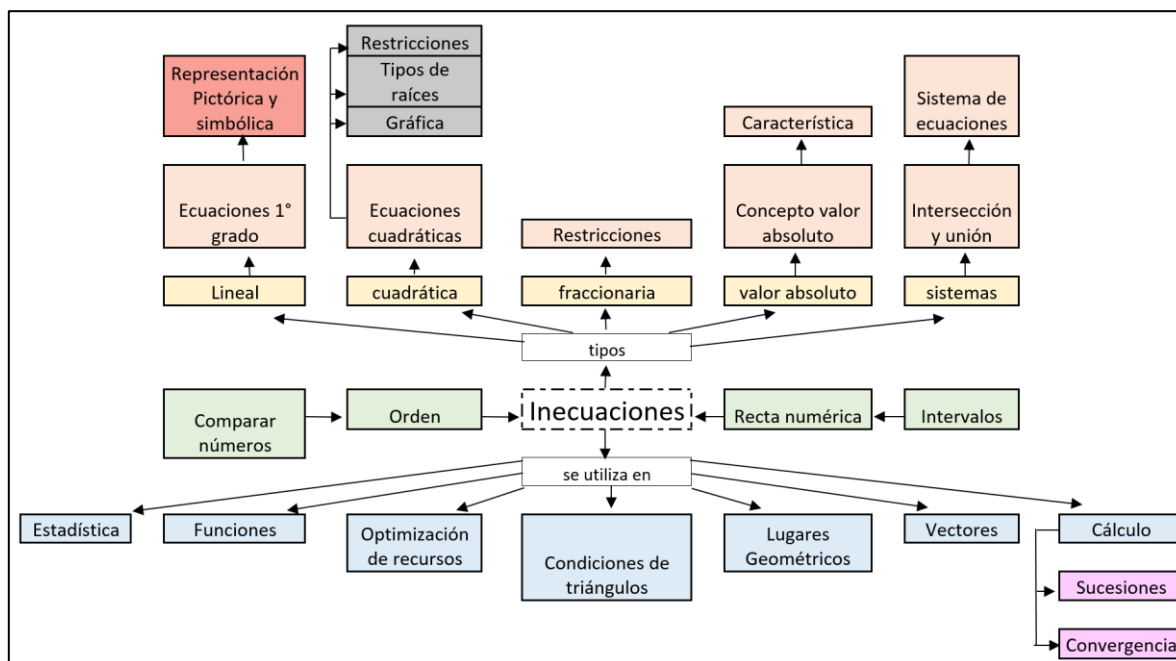 Restricciones
Tipos de
raíces
Gráfica
Representación
Pictórica y
simbólica
Característica
Sistema de
ecuaciones
Ecuaciones 1°
grado
Ecuaciones
cuadráticas
Restricciones
Concepto valor
absoluto
Intersección
y unión
Lineal
cuadrática
fraccionaria
valor absoluto
sistemas
tipos
Comparar
números
Orden
Inecuaciones
Recta numérica
Intervalos
se utiliza en
Estadística
Funciones
Optimización
de recursos
Condiciones de
triángulos
Lugares
Geométricos
Vectores
Cálculo
Sucesiones
Convergencia